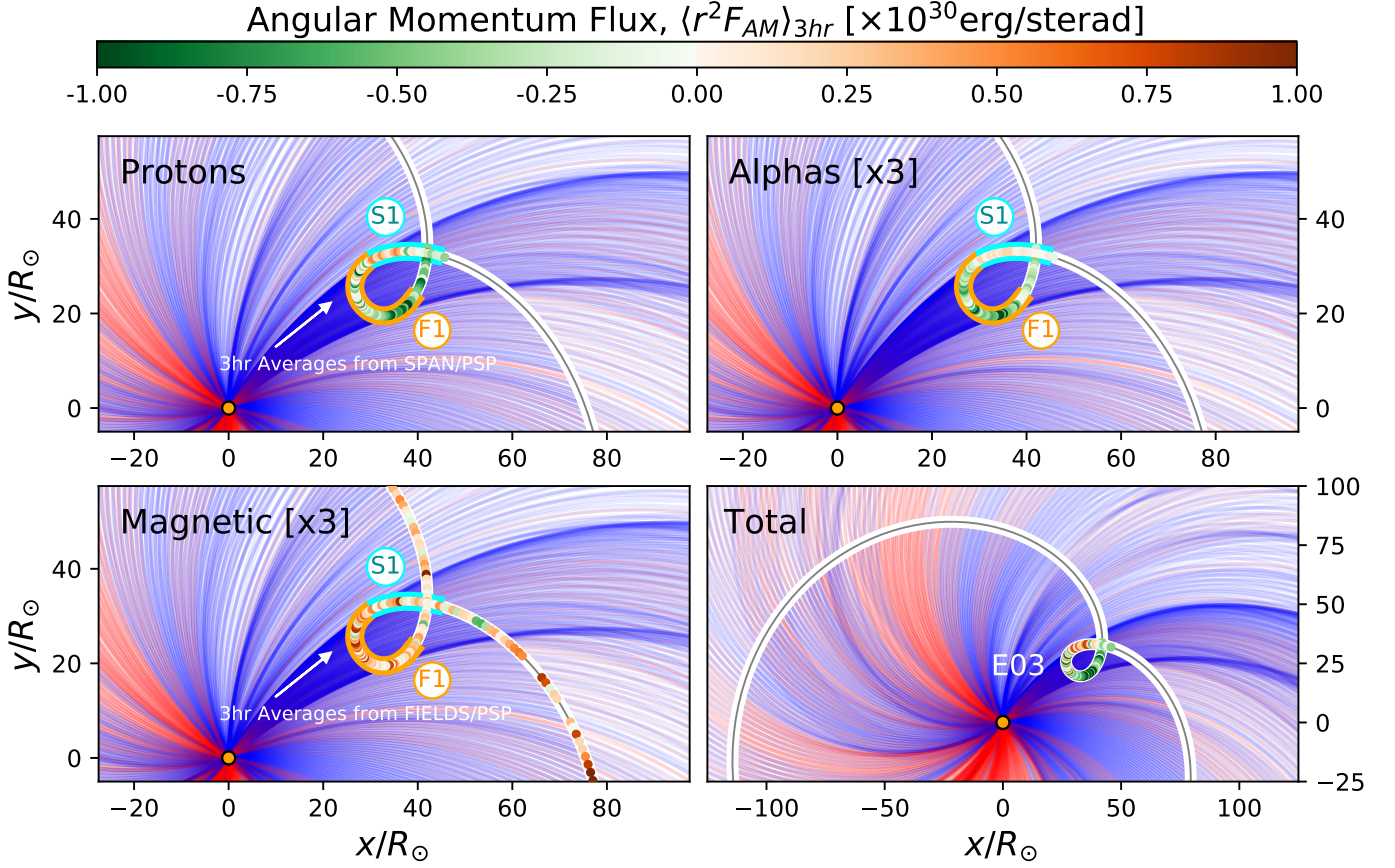 Angular Momentum Flux, ⟨r²F_AM⟩_3hr [×10³⁰erg/sterad]
-1.00 -0.75 -0.50 -0.25 0.00 0.25 0.50 0.75 1.00
Protons
S1
F1
3hr Averages from SPAN/PSP
y/R⊙
40
20
0
−20 0 20 40 60 80
Alphas [x3]
S1
F1
40
20
0
−20 0 20 40 60 80
Magnetic [x3]
S1
F1
3hr Averages from FIELDS/PSP
y/R⊙
40
20
0
−20 0 20 40 60 80
x/R⊙
Total
E03
100
75
50
25
0
−25
−100 −50 0 50 100
x/R⊙